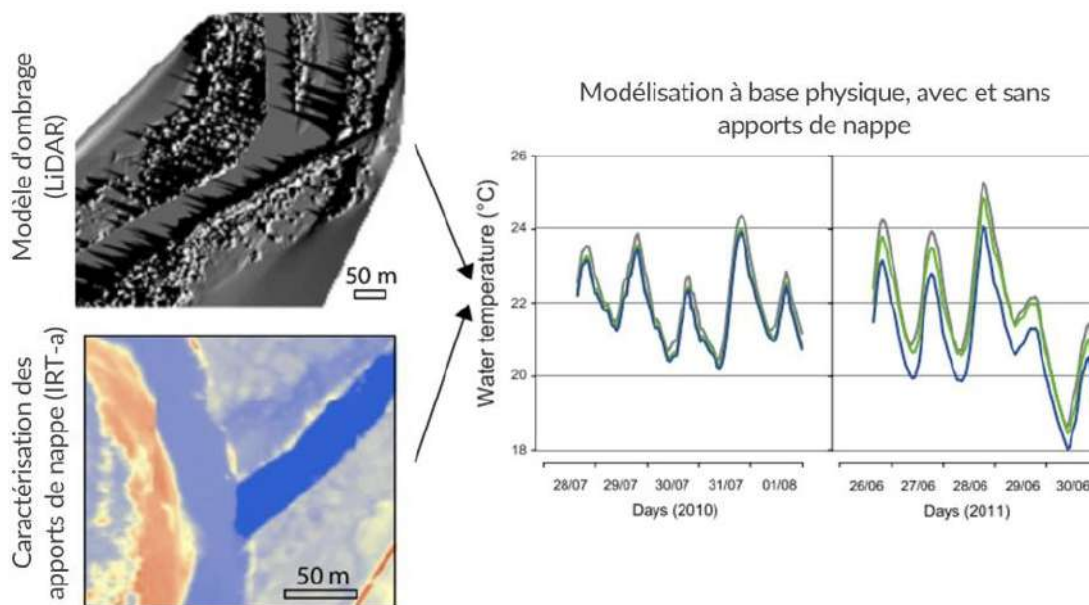 Modèle d'ombrage
(LiDAR)
50 m
Caractérisation des
apports de nappe (IRT-a)
50 m
Modélisation à base physique, avec et sans
apports de nappe
Water temperature (°C)
26
24
22
20
18
28/07 29/07 30/07 31/07 01/08
Days (2010)
26/06 27/06 28/06 29/06 30/06
Days (2011)